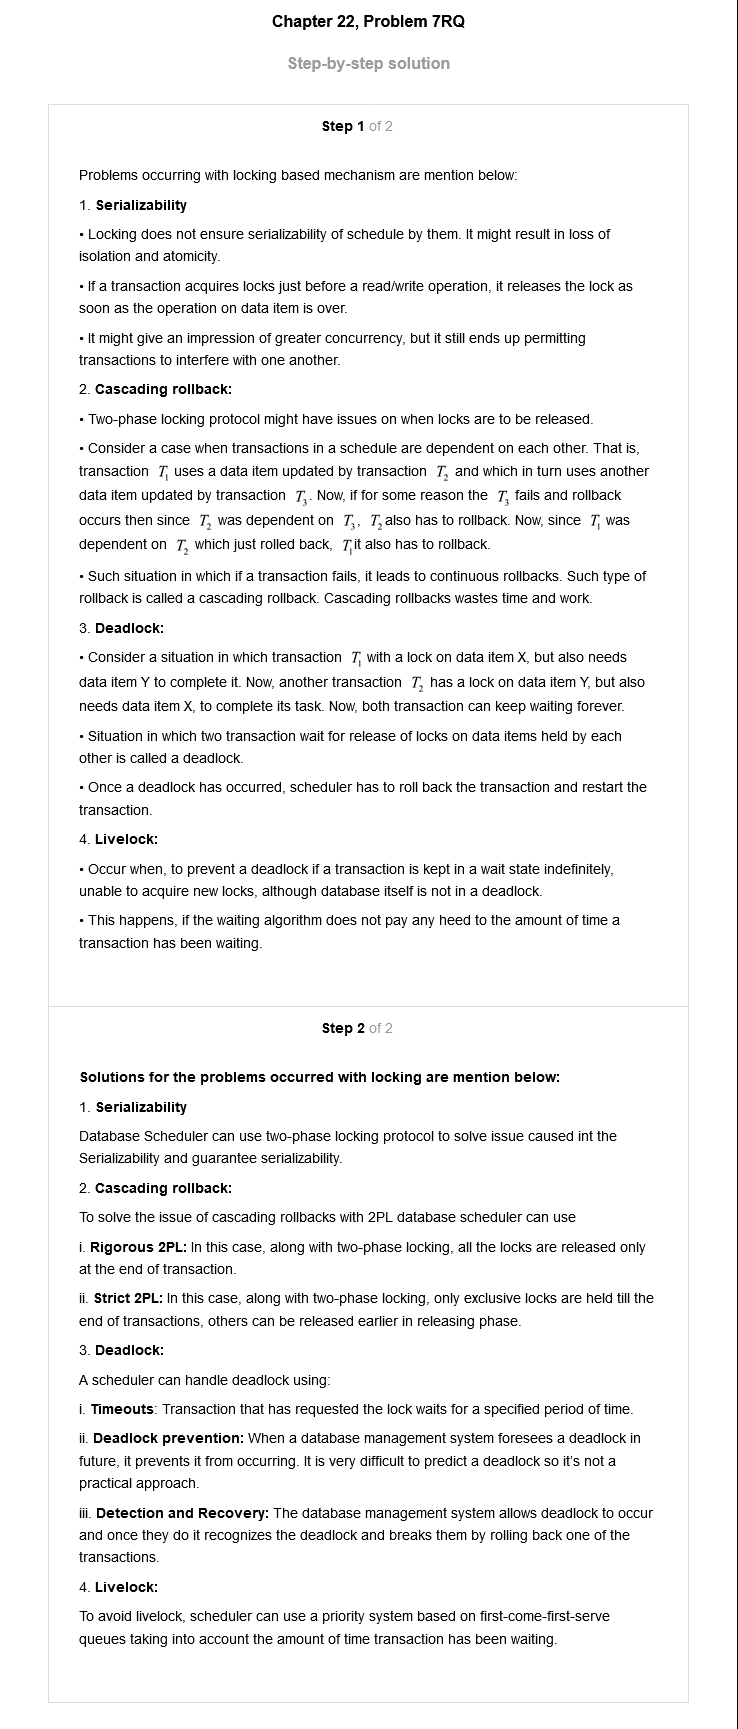 Chapter 22, Problem 7RQ
Step-by-step solution
Step 1 of 2
Problems occurring with locking based mechanism are mention below:
1. Serializability
• Locking does not ensure serializability of schedule by them. It might result in loss of
isolation and atomicity.
• If a transaction acquires locks just before a read/write operation, it releases the lock as
soon as the operation on data item is over.
• It might give an impression of greater concurrency, but it still ends up permitting
transactions to interfere with one another.
2. Cascading rollback:
• Two-phase locking protocol might have issues on when locks are to be released.
• Consider a case when transactions in a schedule are dependent on each other. That is,
transaction T₁ uses a data item updated by transaction T₂ and which in turn uses another
data item updated by transaction T₃. Now, if for some reason the T₃ fails and rollback
occurs then since T₂ was dependent on T₃, T₂ also has to rollback. Now, since T₁ was
dependent on T₂ which just rolled back, T₁ it also has to rollback.
• Such situation in which if a transaction fails, it leads to continuous rollbacks. Such type of
rollback is called a cascading rollback. Cascading rollbacks wastes time and work.
3. Deadlock:
• Consider a situation in which transaction T₁ with a lock on data item X, but also needs
data item Y to complete it. Now, another transaction T₂ has a lock on data item Y, but also
needs data item X, to complete its task. Now, both transaction can keep waiting forever.
• Situation in which two transaction wait for release of locks on data items held by each
other is called a deadlock.
• Once a deadlock has occurred, scheduler has to roll back the transaction and restart the
transaction.
4. Livelock:
• Occur when, to prevent a deadlock if a transaction is kept in a wait state indefinitely,
unable to acquire new locks, although database itself is not in a deadlock.
• This happens, if the waiting algorithm does not pay any heed to the amount of time a
transaction has been waiting.
Step 2 of 2
Solutions for the problems occurred with locking are mention below:
1. Serializability
Database Scheduler can use two-phase locking protocol to solve issue caused int the
Serializability and guarantee serializability.
2. Cascading rollback:
To solve the issue of cascading rollbacks with 2PL database scheduler can use
i. Rigorous 2PL: In this case, along with two-phase locking, all the locks are released only
at the end of transaction.
ii. Strict 2PL: In this case, along with two-phase locking, only exclusive locks are held till the
end of transactions, others can be released earlier in releasing phase.
3. Deadlock:
A scheduler can handle deadlock using:
i. Timeouts: Transaction that has requested the lock waits for a specified period of time.
ii. Deadlock prevention: When a database management system foresees a deadlock in
future, it prevents it from occurring. It is very difficult to predict a deadlock so it's not a
practical approach.
iii. Detection and Recovery: The database management system allows deadlock to occur
and once they do it recognizes the deadlock and breaks them by rolling back one of the
transactions.
4. Livelock:
To avoid livelock, scheduler can use a priority system based on first-come-first-serve
queues taking into account the amount of time transaction has been waiting.